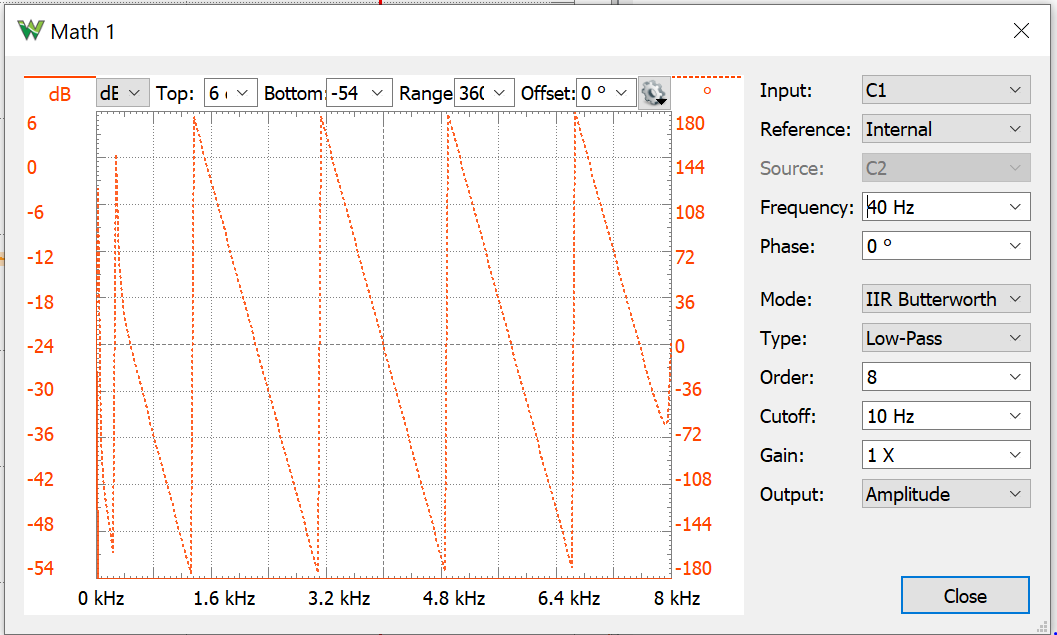 Math 1
dB dE Top: 6 Bottom: -54 Range 360 Offset: 0 ° °
6 180
0 144
-6 108
-12 72
-18 36
-24 0
-30 -36
-36 -72
-42 -108
-48 -144
-54 -180
0 kHz 1.6 kHz 3.2 kHz 4.8 kHz 6.4 kHz 8 kHz
Input: C1
Reference: Internal
Source: C2
Frequency: 40 Hz
Phase: 0 °
Mode: IIR Butterworth
Type: Low-Pass
Order: 8
Cutoff: 10 Hz
Gain: 1 X
Output: Amplitude
Close